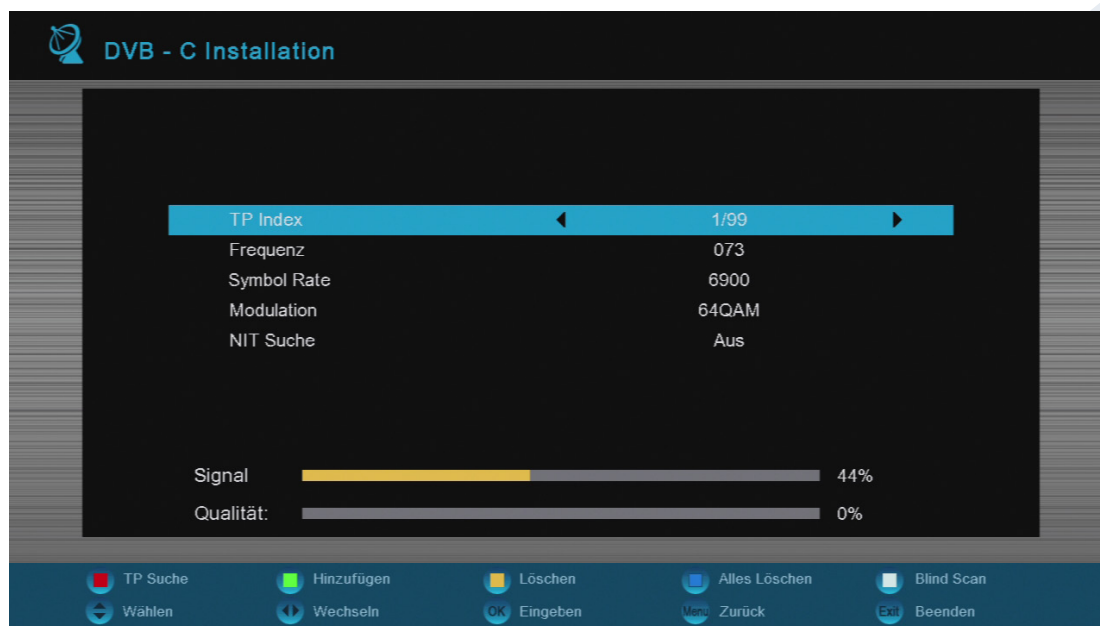 DVB - C Installation
TP Index 1/99
Frequenz 073
Symbol Rate 6900
Modulation 64QAM
NIT Suche Aus
Signal 44%
Qualität: 0%
TP Suche Hinzufügen Löschen Alles Löschen Blind Scan
Wählen Wechseln OK Eingeben Menu Zurück Exit Beenden